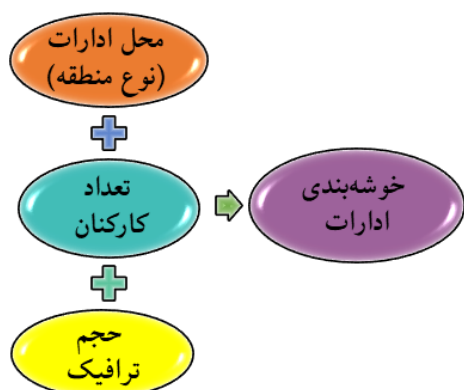 محل ادارات
(نوع منطقه)
تعداد
کارکنان
خوشه‌بندی
ادارات
حجم
ترافیک